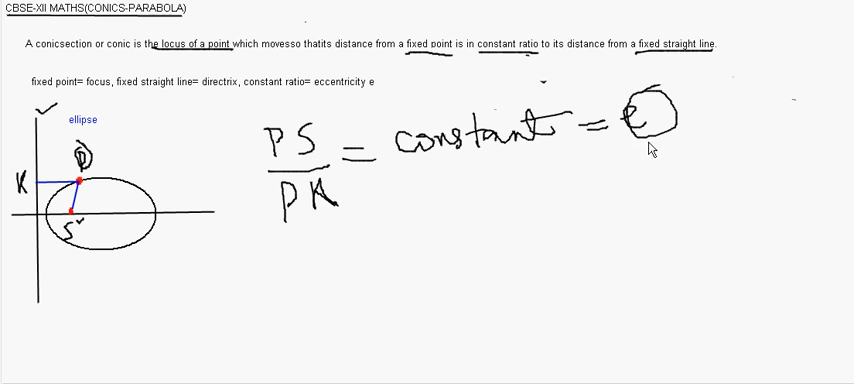 CBSE-XII MATHS(CONICS-PARABOLA)
A conicsection or conic is the locus of a point which movesso thatits distance from a fixed point is in constant ratio to its distance from a fixed straight line.
fixed point= focus, fixed straight line= directrix, constant ratio= eccentricity e
ellipse
P
K
S
PS
PK
= constant = e